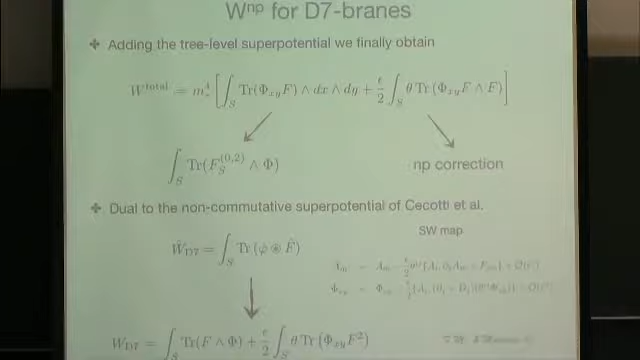 Wⁿᵖ for D7-branes
❖ Adding the tree-level superpotential we finally obtain
W^total = m_*^4 [ ∫_S Tr(Φ_xy F) ∧ dx ∧ dy + ε/2 ∫_S θ Tr (Φ_xy F ∧ F) ]
∫_S Tr(F_S^(0,2) ∧ Φ) np correction
❖ Dual to the non-commutative superpotential of Cecotti et al.
SW map
Ŵ_D7 = ∫_S Tr (φ ⊛ F̂)
W_D7 = ∫_S Tr(F ∧ Φ) + ε/2 ∫_S θ Tr (Φ_xy F²)